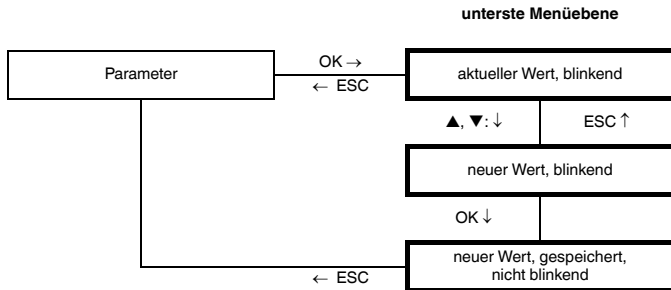 unterste Menüebene
OK →
Parameter
aktueller Wert, blinkend
← ESC
▲, ▼: ↓
ESC ↑
neuer Wert, blinkend
OK ↓
neuer Wert, gespeichert,
nicht blinkend
← ESC